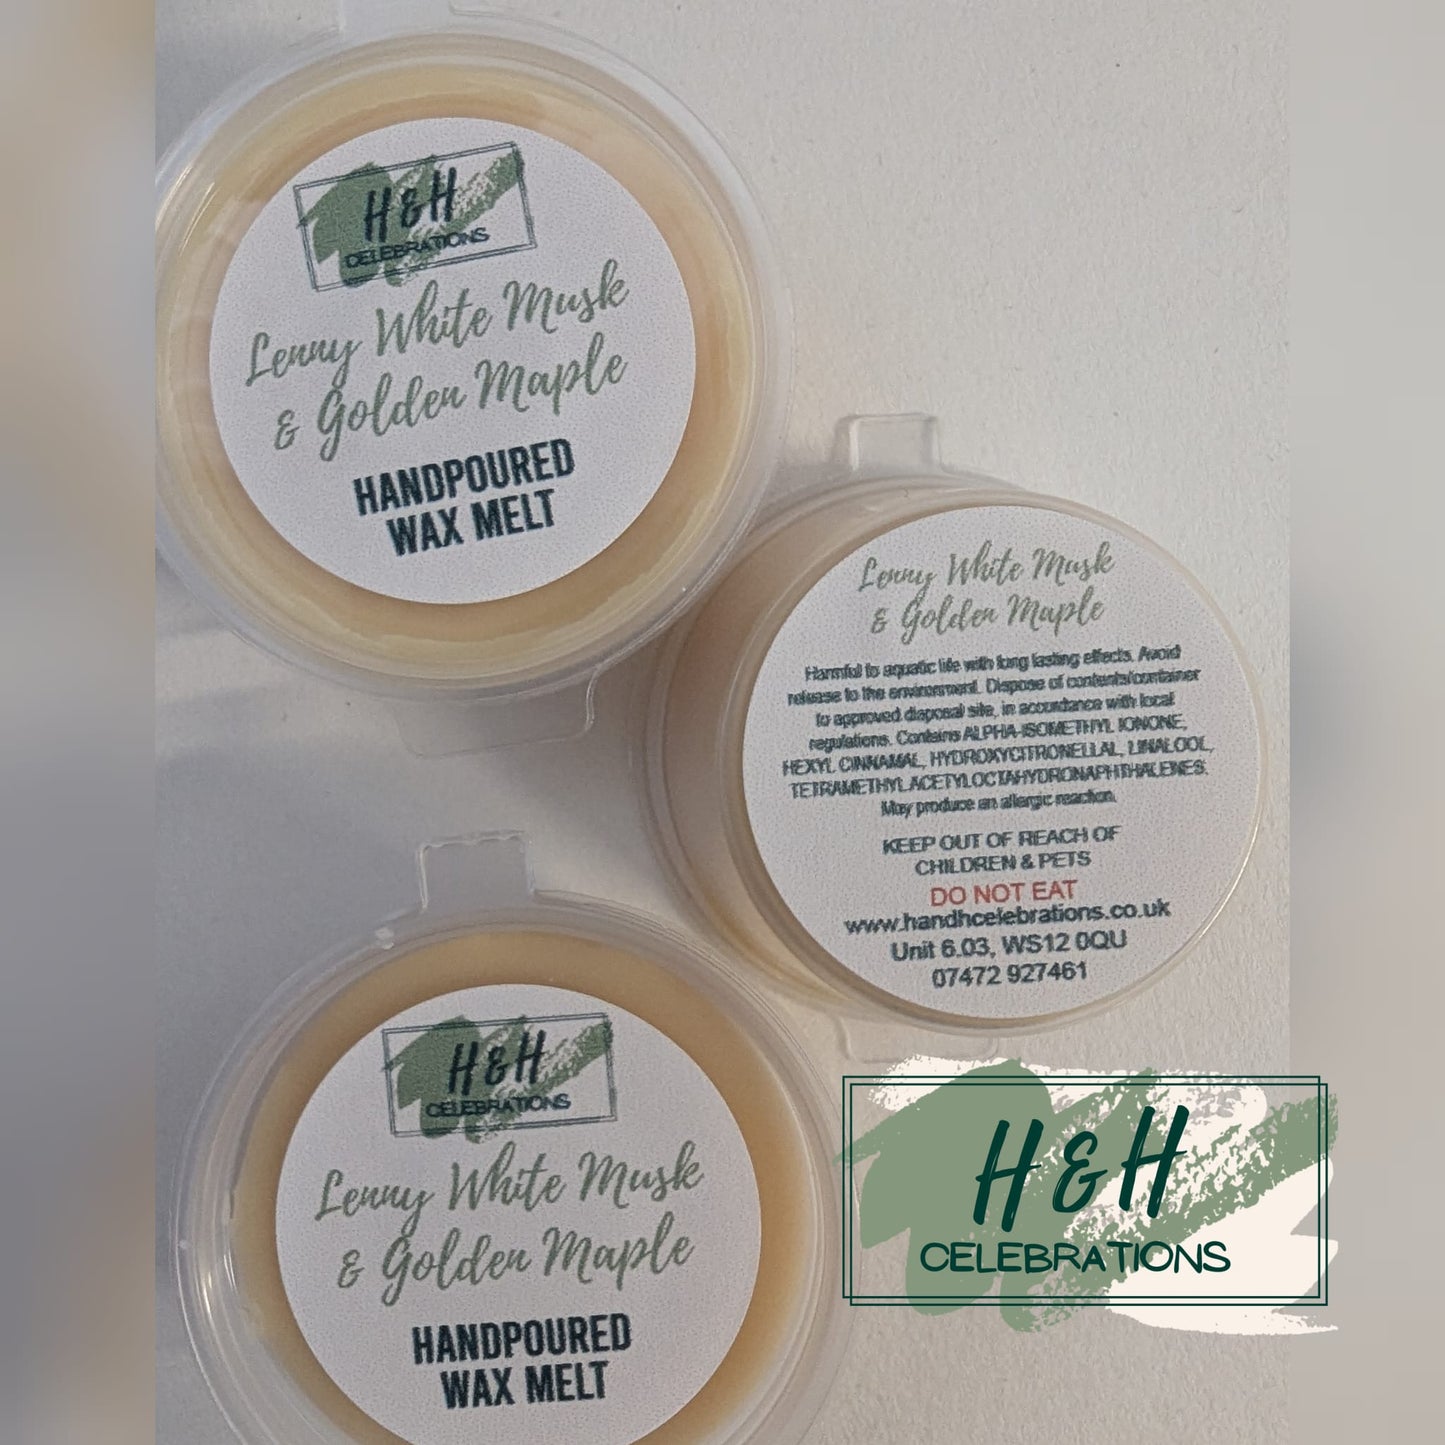 H & H
CELEBRATIONS
Lenny White Musk
& Golden Maple
HANDPOURED
WAX MELT
Lenny White Musk
& Golden Maple
Harmful to aquatic life with long lasting effects. Avoid
release to the environment. Dispose of contents/container
to approved disposal site, in accordance with local
regulations. Contains ALPHA-ISOMETHYL IONONE,
HEXYL CINNAMAL, HYDROXYCITRONELLAL, LINALOOL,
TETRAMETHYL ACETYLOCTAHYDRONAPHTHALENES.
May produce an allergic reaction.
KEEP OUT OF REACH OF
CHILDREN & PETS
DO NOT EAT
www.handhcelebrations.co.uk
Unit 6.03, WS12 0QU
07472 927461
H & H
CELEBRATIONS
Lenny White Musk
& Golden Maple
HANDPOURED
WAX MELT
H & H
CELEBRATIONS